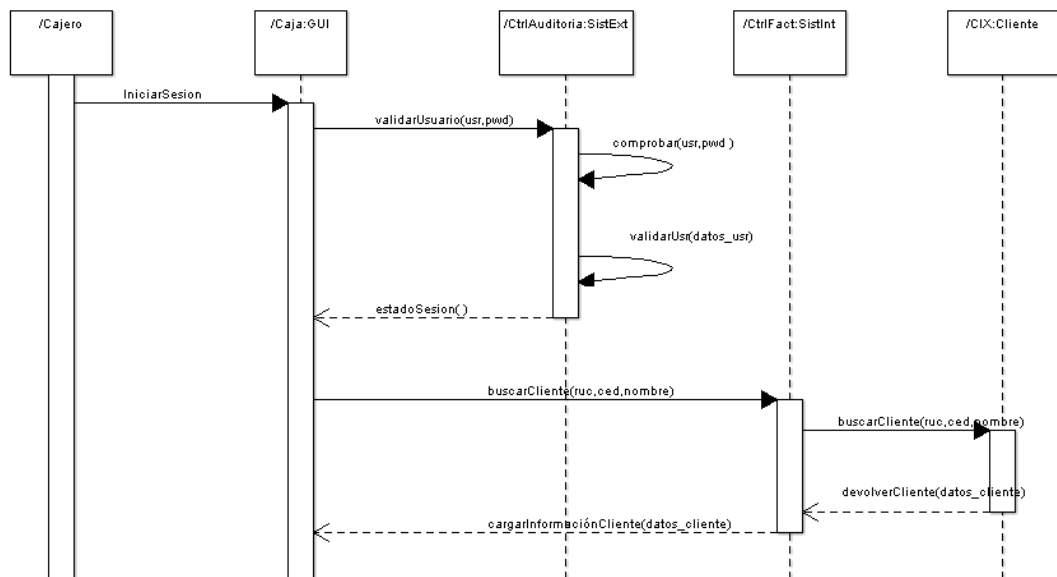 /Cajero
/Caja:GUI
/CtrlAuditoria:SistExt
/CtrlFact:SistInt
/CIX:Cliente
IniciarSesion
validarUsuario(usr,pwd)
comprobar(usr,pwd )
validarUsr(datos_usr)
estadoSesion( )
buscarCliente(ruc,ced,nombre)
buscarCliente(ruc,ced,nombre)
devolverCliente(datos_cliente)
cargarInformaciónCliente(datos_cliente)